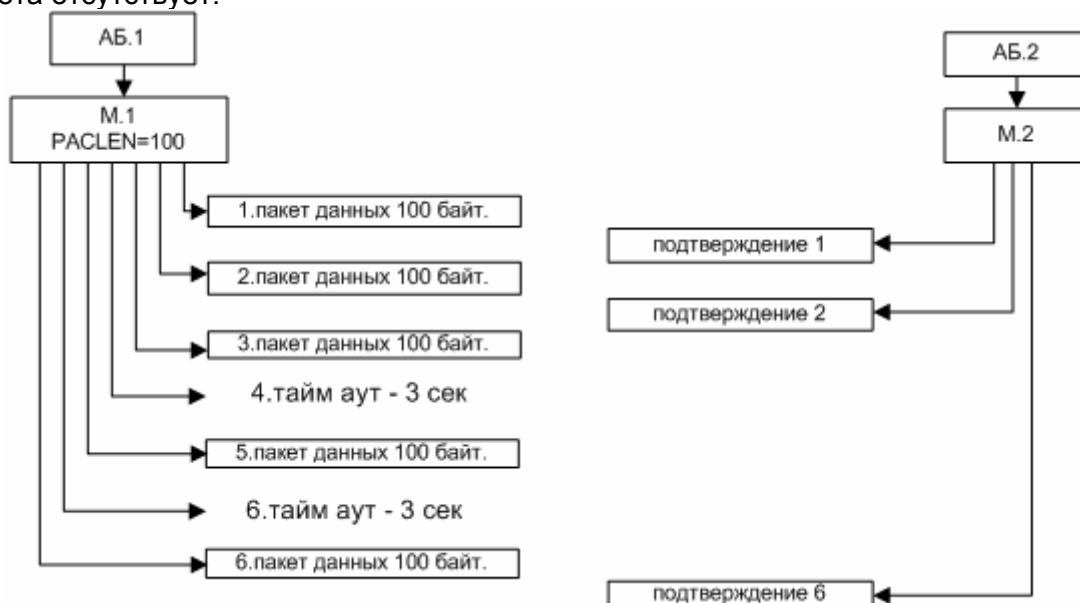 ота отсутствует.
АБ.1
АБ.2
М.1
PACLEN=100
М.2
1.пакет данных 100 байт.
подтверждение 1
2.пакет данных 100 байт.
подтверждение 2
3.пакет данных 100 байт.
4.тайм аут - 3 сек
5.пакет данных 100 байт.
6.тайм аут - 3 сек
6.пакет данных 100 байт.
подтверждение 6